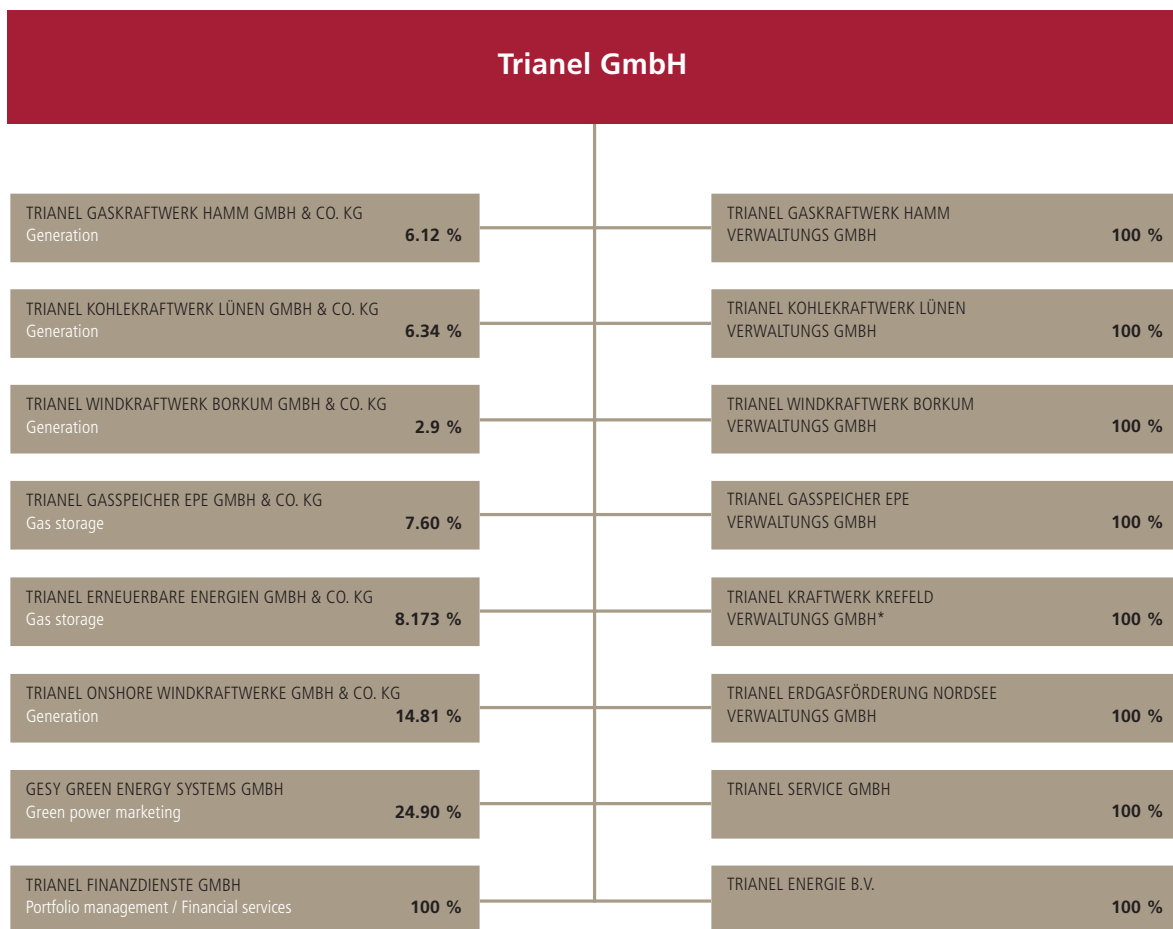 Trianel GmbH
TRIANEL GASKRAFTWERK HAMM GMBH & CO. KG
Generation 6.12 %
TRIANEL GASKRAFTWERK HAMM
VERWALTUNGS GMBH 100 %
TRIANEL KOHLEKRAFTWERK LÜNEN GMBH & CO. KG
Generation 6.34 %
TRIANEL KOHLEKRAFTWERK LÜNEN
VERWALTUNGS GMBH 100 %
TRIANEL WINDKRAFTWERK BORKUM GMBH & CO. KG
Generation 2.9 %
TRIANEL WINDKRAFTWERK BORKUM
VERWALTUNGS GMBH 100 %
TRIANEL GASSPEICHER EPE GMBH & CO. KG
Gas storage 7.60 %
TRIANEL GASSPEICHER EPE
VERWALTUNGS GMBH 100 %
TRIANEL ERNEUERBARE ENERGIEN GMBH & CO. KG
Gas storage 8.173 %
TRIANEL KRAFTWERK KREFELD
VERWALTUNGS GMBH* 100 %
TRIANEL ONSHORE WINDKRAFTWERKE GMBH & CO. KG
Generation 14.81 %
TRIANEL ERDGASFÖRDERUNG NORDSEE
VERWALTUNGS GMBH 100 %
GESY GREEN ENERGY SYSTEMS GMBH
Green power marketing 24.90 %
TRIANEL SERVICE GMBH
100 %
TRIANEL FINANZDIENSTE GMBH
Portfolio management / Financial services 100 %
TRIANEL ENERGIE B.V.
100 %